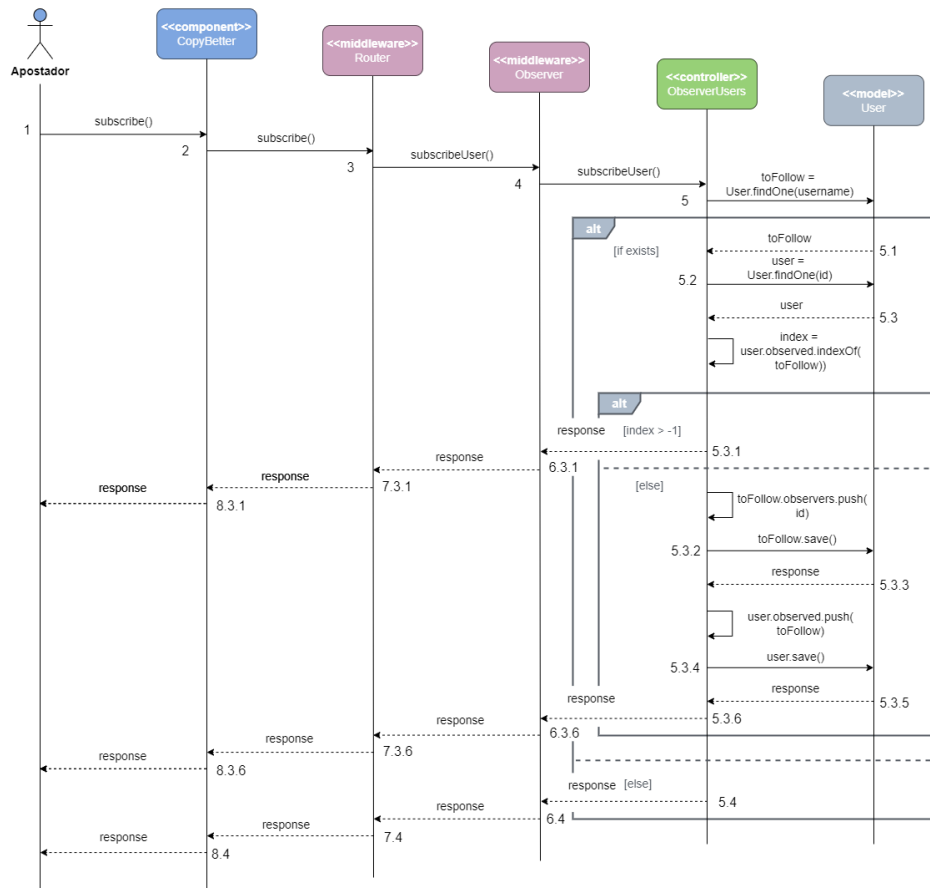 <<component>>
CopyBetter
<<middleware>>
Router
<<middleware>>
Observer
<<controller>>
ObserverUsers
<<model>>
User
Apostador
1
subscribe()
2
subscribe()
3
subscribeUser()
4
subscribeUser()
5
toFollow =
User.findOne(username)
alt
[if exists]
toFollow
5.1
5.2
user =
User.findOne(id)
user
5.3
index =
user.observed.indexOf(
toFollow))
alt
response
[index > -1]
5.3.1
response
6.3.1
response
7.3.1
response
8.3.1
[else]
toFollow.observers.push(
id)
5.3.2
toFollow.save()
response
5.3.3
user.observed.push(
toFollow)
5.3.4
user.save()
response
5.3.5
response
5.3.6
response
6.3.6
response
7.3.6
response
8.3.6
response
[else]
5.4
response
6.4
response
7.4
response
8.4